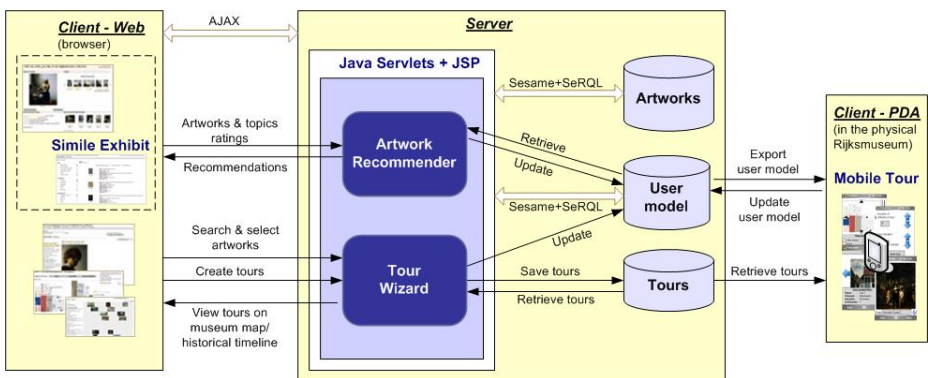 Client - Web
(browser)
Simile Exhibit
AJAX
Artworks & topics
ratings
Recommendations
Search & select
artworks
Create tours
View tours on
museum map/
historical timeline
Server
Java Servlets + JSP
Artwork
Recommender
Tour
Wizard
Sesame+SeRQL
Retrieve
Update
Sesame+SeRQL
Update
Save tours
Retrieve tours
Artworks
User
model
Tours
Export
user model
Update
user model
Retrieve tours
Client - PDA
(in the physical
Rijksmuseum)
Mobile Tour